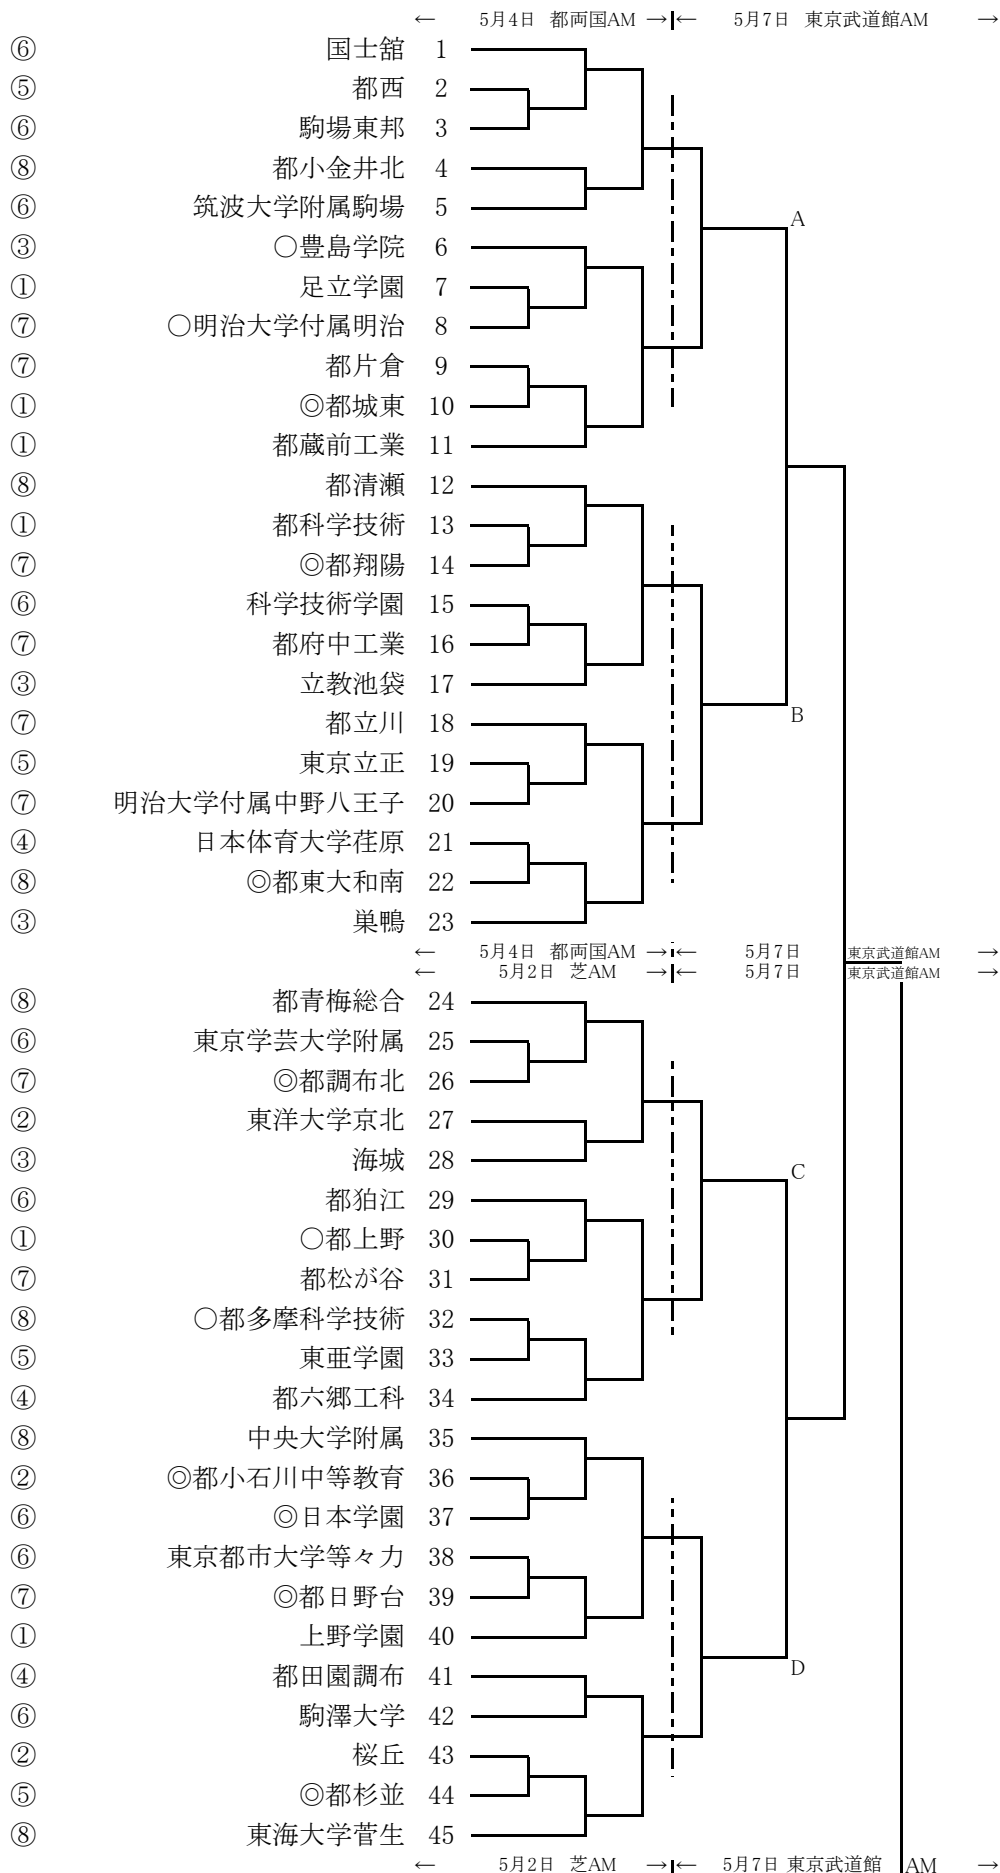 ← 5月4日 都両国AM → ← 5月7日 東京武道館AM →
⑥ 国士舘 1
⑤ 都西 2
⑥ 駒場東邦 3
⑧ 都小金井北 4
⑥ 筑波大学附属駒場 5
A
③ ○豊島学院 6
① 足立学園 7
⑦ ○明治大学付属明治 8
⑦ 都片倉 9
① ◎都城東 10
① 都蔵前工業 11
⑧ 都清瀬 12
① 都科学技術 13
⑦ ◎都翔陽 14
⑥ 科学技術学園 15
⑦ 都府中工業 16
③ 立教池袋 17
B
⑦ 都立川 18
⑤ 東京立正 19
⑦ 明治大学付属中野八王子 20
④ 日本体育大学荏原 21
⑧ ◎都東大和南 22
③ 巣鴨 23
← 5月4日 都両国AM → ← 5月7日 東京武道館AM →
← 5月2日 芝AM → ← 5月7日 東京武道館AM →
⑧ 都青梅総合 24
⑥ 東京学芸大学附属 25
⑦ ◎都調布北 26
② 東洋大学京北 27
③ 海城 28
C
⑥ 都狛江 29
① ○都上野 30
⑦ 都松が谷 31
⑧ ○都多摩科学技術 32
⑤ 東亜学園 33
④ 都六郷工科 34
⑧ 中央大学附属 35
② ◎都小石川中等教育 36
⑥ ◎日本学園 37
⑥ 東京都市大学等々力 38
⑦ ◎都日野台 39
① 上野学園 40
D
④ 都田園調布 41
⑥ 駒澤大学 42
② 桜丘 43
⑤ ◎都杉並 44
⑧ 東海大学菅生 45
← 5月2日 芝AM → ← 5月7日 東京武道館 AM →